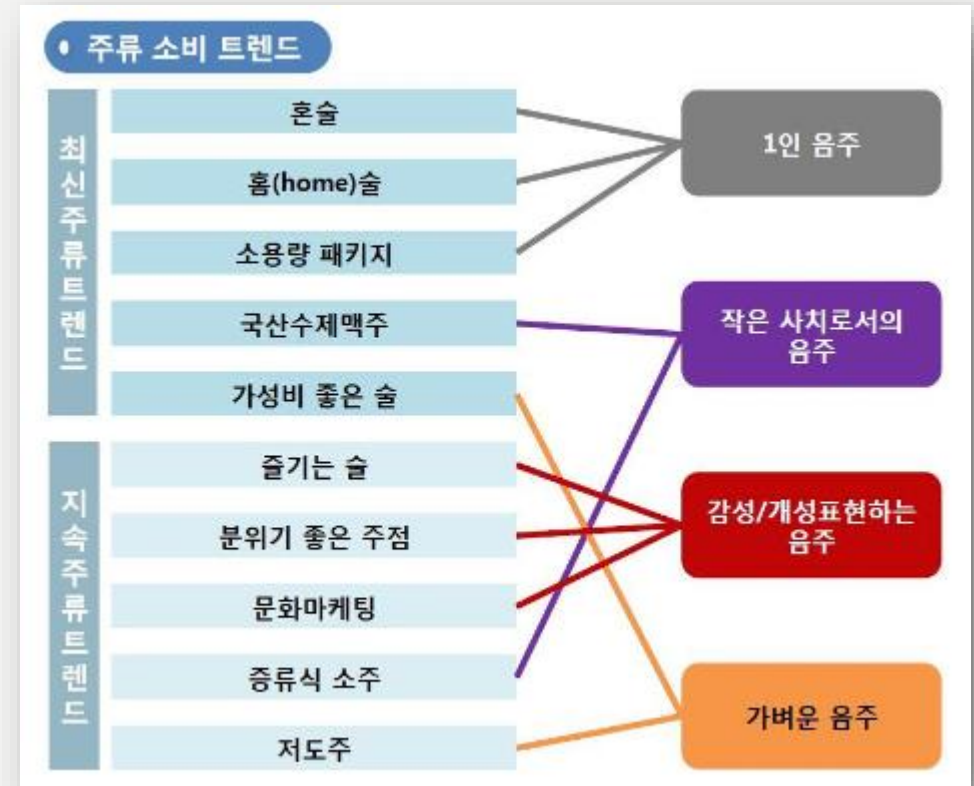 주류 소비 트렌드
최신주류트렌드
혼술
홈(home)술
소용량 패키지
국산수제맥주
가성비 좋은 술
지속주류트렌드
즐기는 술
분위기 좋은 주점
문화마케팅
증류식 소주
저도주
1인 음주
작은 사치로서의
음주
감성/개성표현하는
음주
가벼운 음주